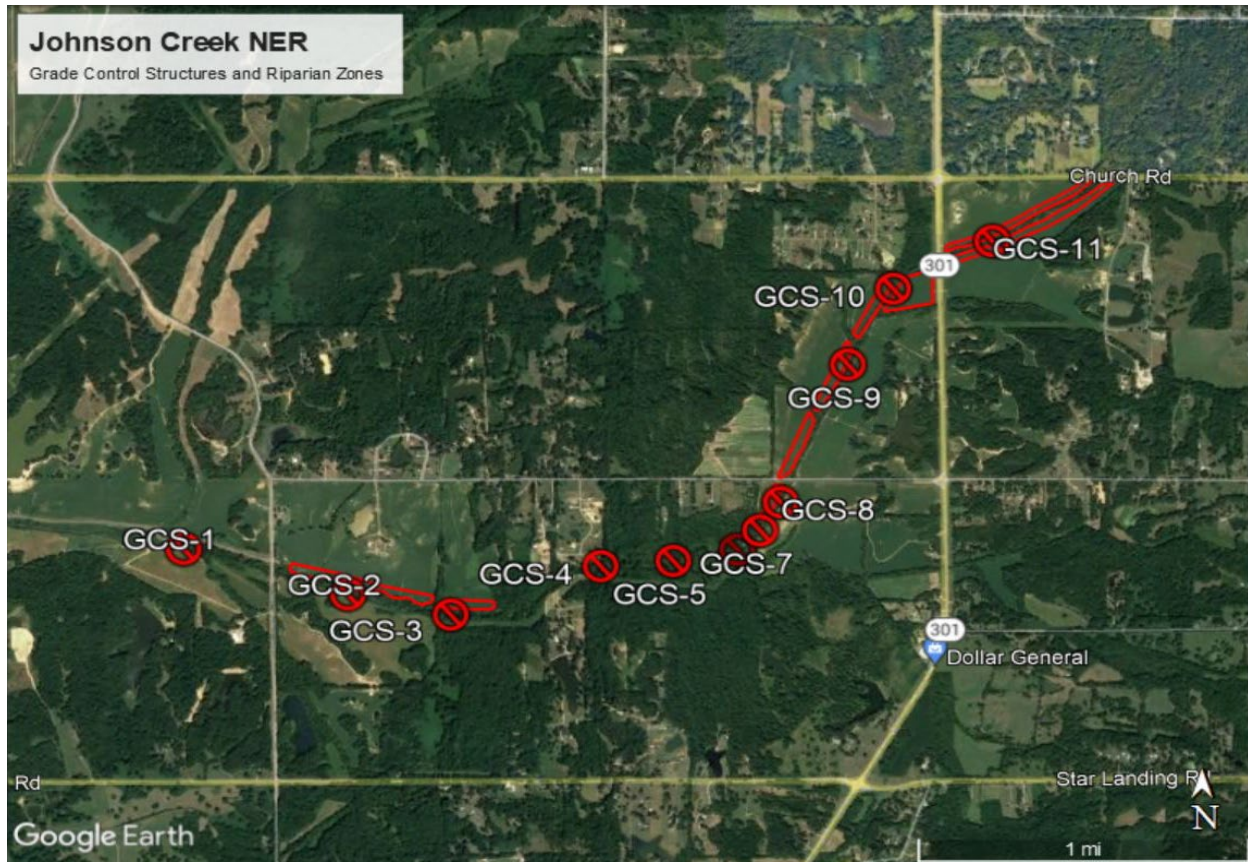 Johnson Creek NER
Grade Control Structures and Riparian Zones
Church Rd
GCS-11
301
GCS-10
GCS-9
GCS-8
GCS-1
GCS-7
GCS-4
GCS-2
GCS-5
GCS-3
301
Dollar General
Rd
Star Landing Rd
N
Google Earth
1 mi